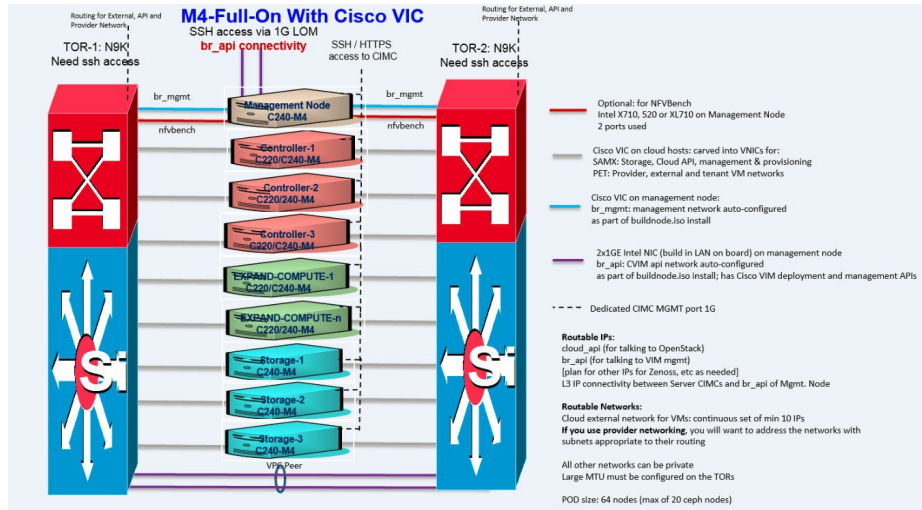 M4-Full-On With Cisco VIC
Routing for External, API and
Provider Network
SSH access via 1G LOM
br_api connectivity
SSH / HTTPS
access to CIMC
Routing for External, API and
Provider Network
TOR-1: N9K
Need ssh access
TOR-2: N9K
Need ssh access
br_mgmt
br_mgmt
nfvbench
nfvbench
Management Node
C240-M4
Controller-1
C220/C240-M4
Controller-2
C220/240-M4
Controller-3
C220/C240-M4
EXPAND-COMPUTE-1
C220/C240-M4
EXPAND-COMPUTE-n
C220/240-M4
Storage-1
C240-M4
Storage-2
C240-M4
Storage-3
C240-M4
VPC Peer
Si
Si
Optional: for NFVBench
Intel X710, 520 or XL710 on Management Node
2 ports used
Cisco VIC on cloud hosts: carved into VNICs for:
SAMX: Storage, Cloud API, management & provisioning
PET: Provider, external and tenant VM networks
Cisco VIC on management node:
br_mgmt: management network auto-configured
as part of buildnode.iso install
2x1GE Intel NIC (build in LAN on board) on management node
br_api: CVIM api network auto-configured
as part of buildnode.iso install; has Cisco VIM deployment and management APIs
Dedicated CIMC MGMT port 1G
Routable IPs:
cloud_api (for talking to OpenStack)
br_api (for talking to VIM mgmt)
[plan for other IPs for Zenoss, etc as needed]
L3 IP connectivity between Server CIMCs and br_api of Mgmt. Node
Routable Networks:
Cloud external network for VMs: continuous set of min 10 IPs
If you use provider networking, you will want to address the networks with
subnets appropriate to their routing
All other networks can be private
Large MTU must be configured on the TORs
POD size: 64 nodes (max of 20 ceph nodes)